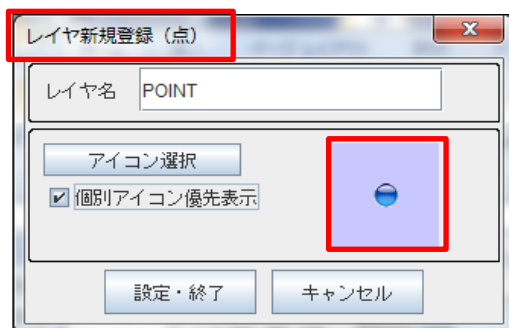 レイヤ新規登録（点）
レイヤ名 POINT
アイコン選択
個別アイコン優先表示
設定・終了 キャンセル